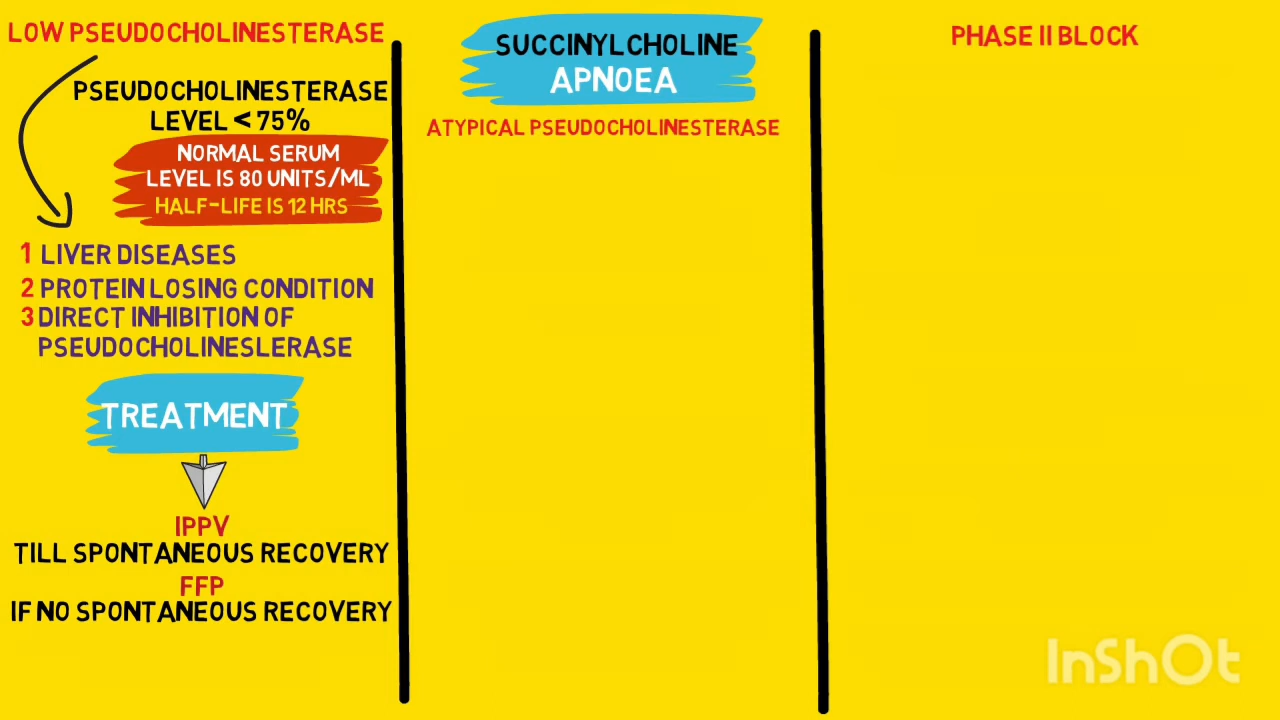 LOW PSEUDOCHOLINESTERASE
PSEUDOCHOLINESTERASE
LEVEL < 75%
NORMAL SERUM
LEVEL IS 80 UNITS/ML
HALF-LIFE IS 12 HRS
1 LIVER DISEASES
2 PROTEIN LOSING CONDITION
3 DIRECT INHIBITION OF
PSEUDOCHOLINESLERASE
TREATMENT
IPPV
TILL SPONTANEOUS RECOVERY
FFP
IF NO SPONTANEOUS RECOVERY
SUCCINYLCHOLINE
APNOEA
ATYPICAL PSEUDOCHOLINESTERASE
PHASE II BLOCK
InShOt